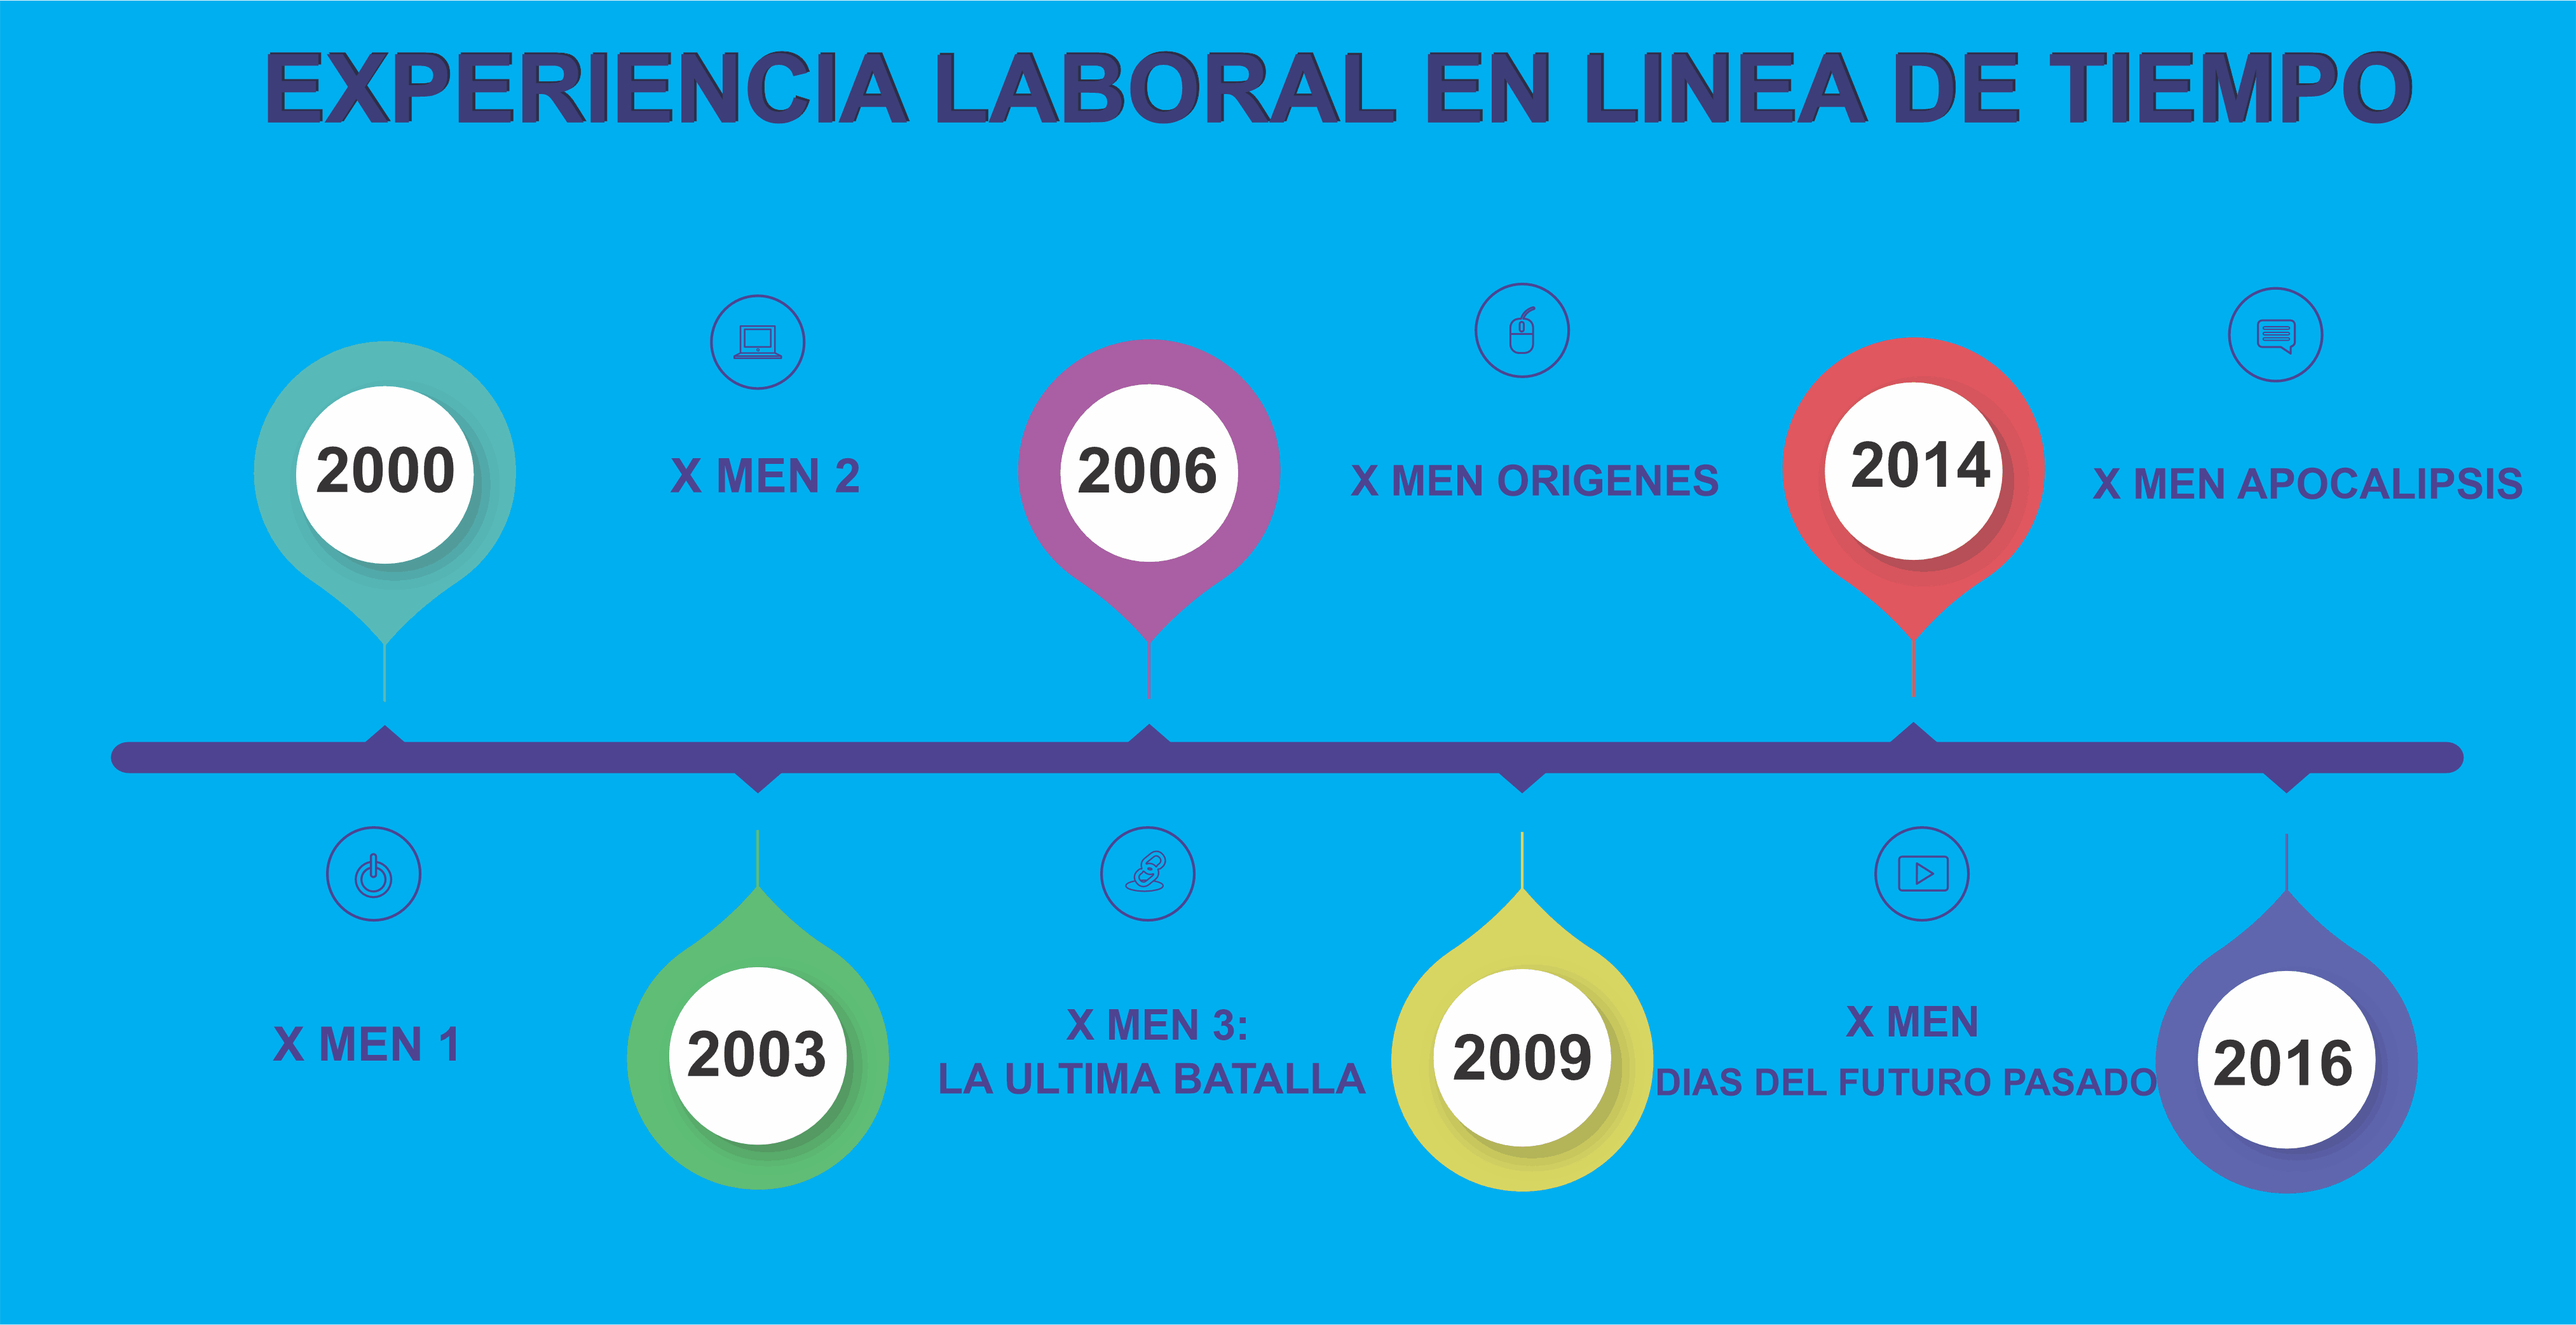 EXPERIENCIA LABORAL EN LINEA DE TIEMPO
2000
X MEN 2
2006
X MEN ORIGENES
2014
X MEN APOCALIPSIS
X MEN 1
2003
X MEN 3:
LA ULTIMA BATALLA
2009
X MEN
DIAS DEL FUTURO PASADO
2016